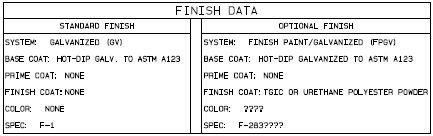 FINISH DATA
STANDARD FINISH
SYSTEM: GALVANIZED (GV)
BASE COAT: HOT-DIP GALV. TO ASTM A123
PRIME COAT: NONE
FINISH COAT: NONE
COLOR: NONE
SPEC: F-1
OPTIONAL FINISH
SYSTEM: FINISH PAINT/GALVANIZED (FPGV)
BASE COAT: HOT-DIP GALVANIZED TO ASTM A123
PRIME COAT: NONE
FINISH COAT: TGIC OR URETHANE POLYESTER POWDER
COLOR: ????
SPEC: F-283????